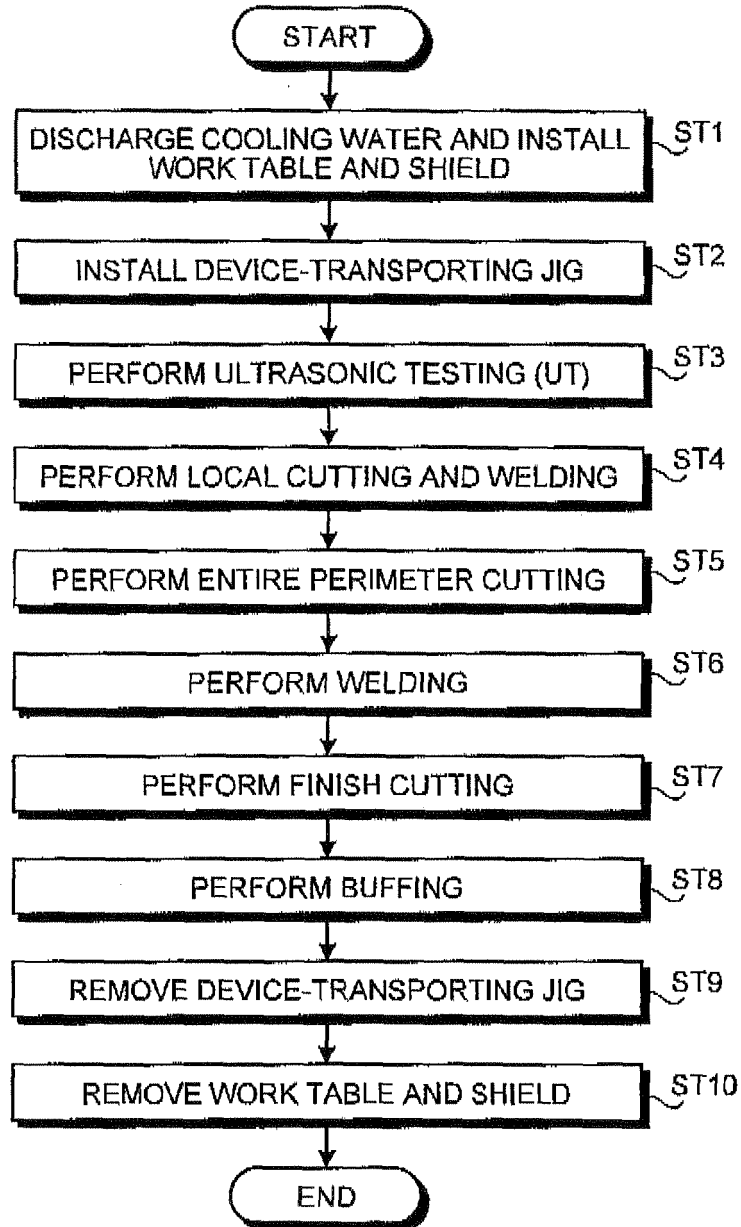 START
DISCHARGE COOLING WATER AND INSTALL
WORK TABLE AND SHIELD
ST1
INSTALL DEVICE-TRANSPORTING JIG
ST2
PERFORM ULTRASONIC TESTING (UT)
ST3
PERFORM LOCAL CUTTING AND WELDING
ST4
PERFORM ENTIRE PERIMETER CUTTING
ST5
PERFORM WELDING
ST6
PERFORM FINISH CUTTING
ST7
PERFORM BUFFING
ST8
REMOVE DEVICE-TRANSPORTING JIG
ST9
REMOVE WORK TABLE AND SHIELD
ST10
END